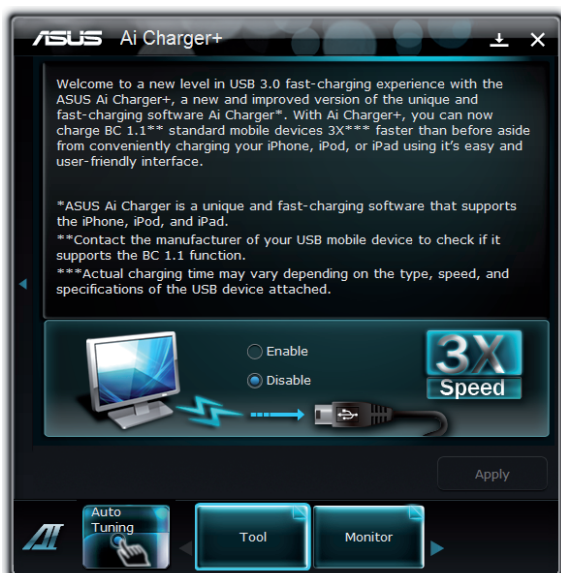 ASUS Ai Charger+
Welcome to a new level in USB 3.0 fast-charging experience with the
ASUS Ai Charger+, a new and improved version of the unique and
fast-charging software Ai Charger*. With Ai Charger+, you can now
charge BC 1.1** standard mobile devices 3X*** faster than before aside
from conveniently charging your iPhone, iPod, or iPad using it's easy and
user-friendly interface.
*ASUS Ai Charger is a unique and fast-charging software that supports
the iPhone, iPod, and iPad.
**Contact the manufacturer of your USB mobile device to check if it
supports the BC 1.1 function.
***Actual charging time may vary depending on the type, speed, and
specifications of the USB device attached.
Enable
Disable
3X
Speed
Apply
AI
Auto
Tuning
Tool
Monitor